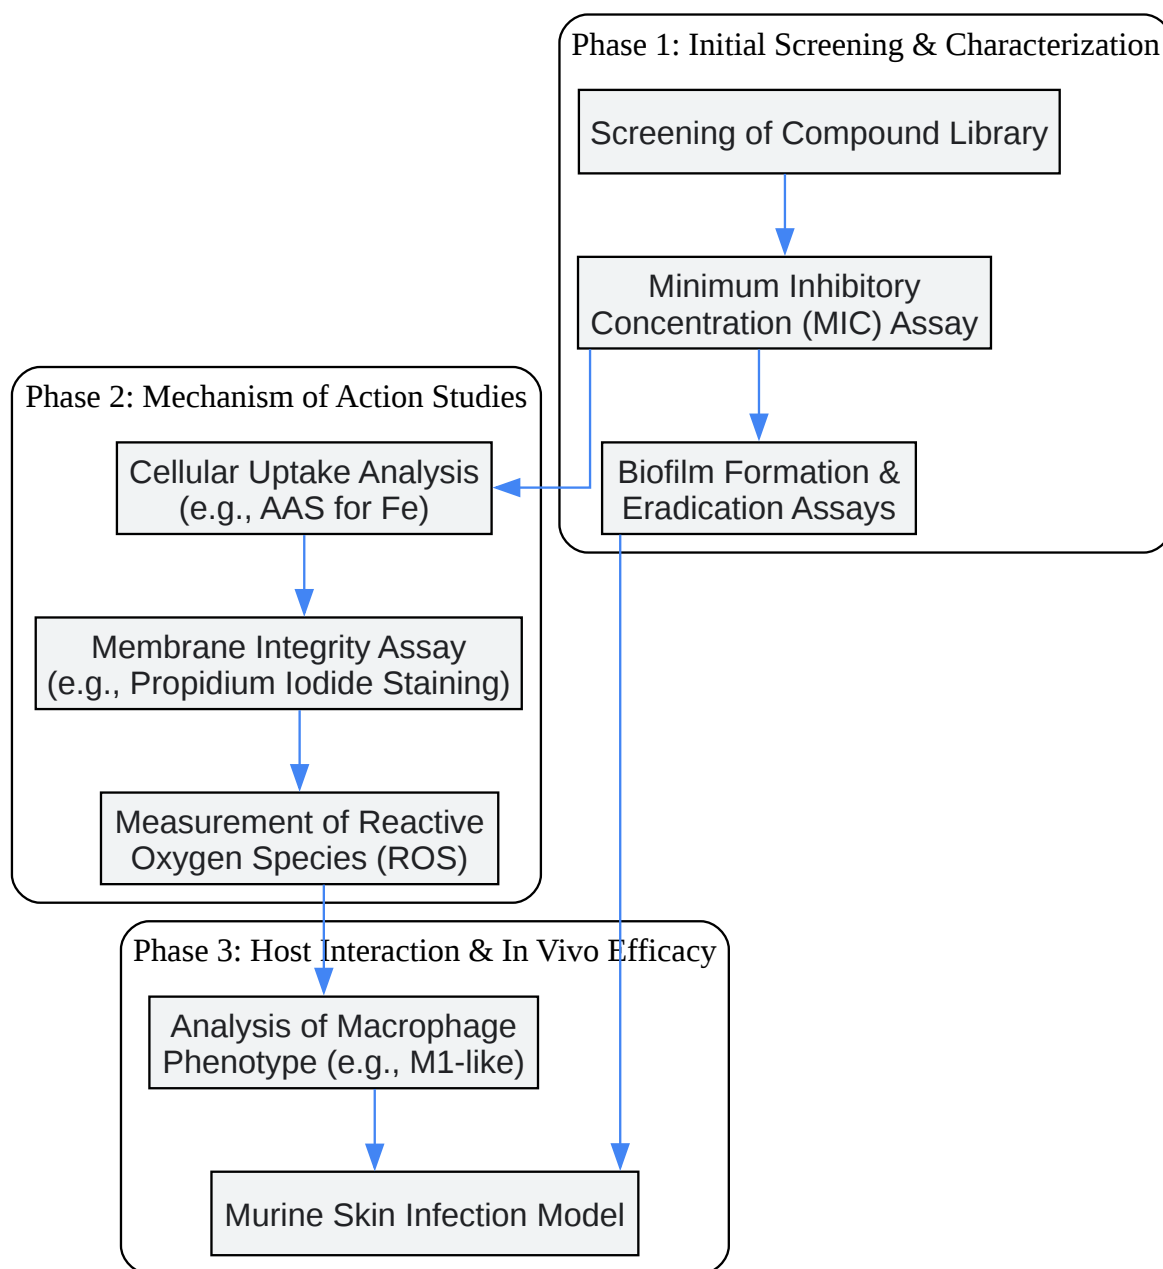 Phase 1: Initial Screening & Characterization
Screening of Compound Library
Minimum Inhibitory
Concentration (MIC) Assay
Biofilm Formation &
Eradication Assays
Phase 2: Mechanism of Action Studies
Cellular Uptake Analysis
(e.g., AAS for Fe)
Membrane Integrity Assay
(e.g., Propidium Iodide Staining)
Measurement of Reactive
Oxygen Species (ROS)
Phase 3: Host Interaction & In Vivo Efficacy
Analysis of Macrophage
Phenotype (e.g., M1-like)
Murine Skin Infection Model